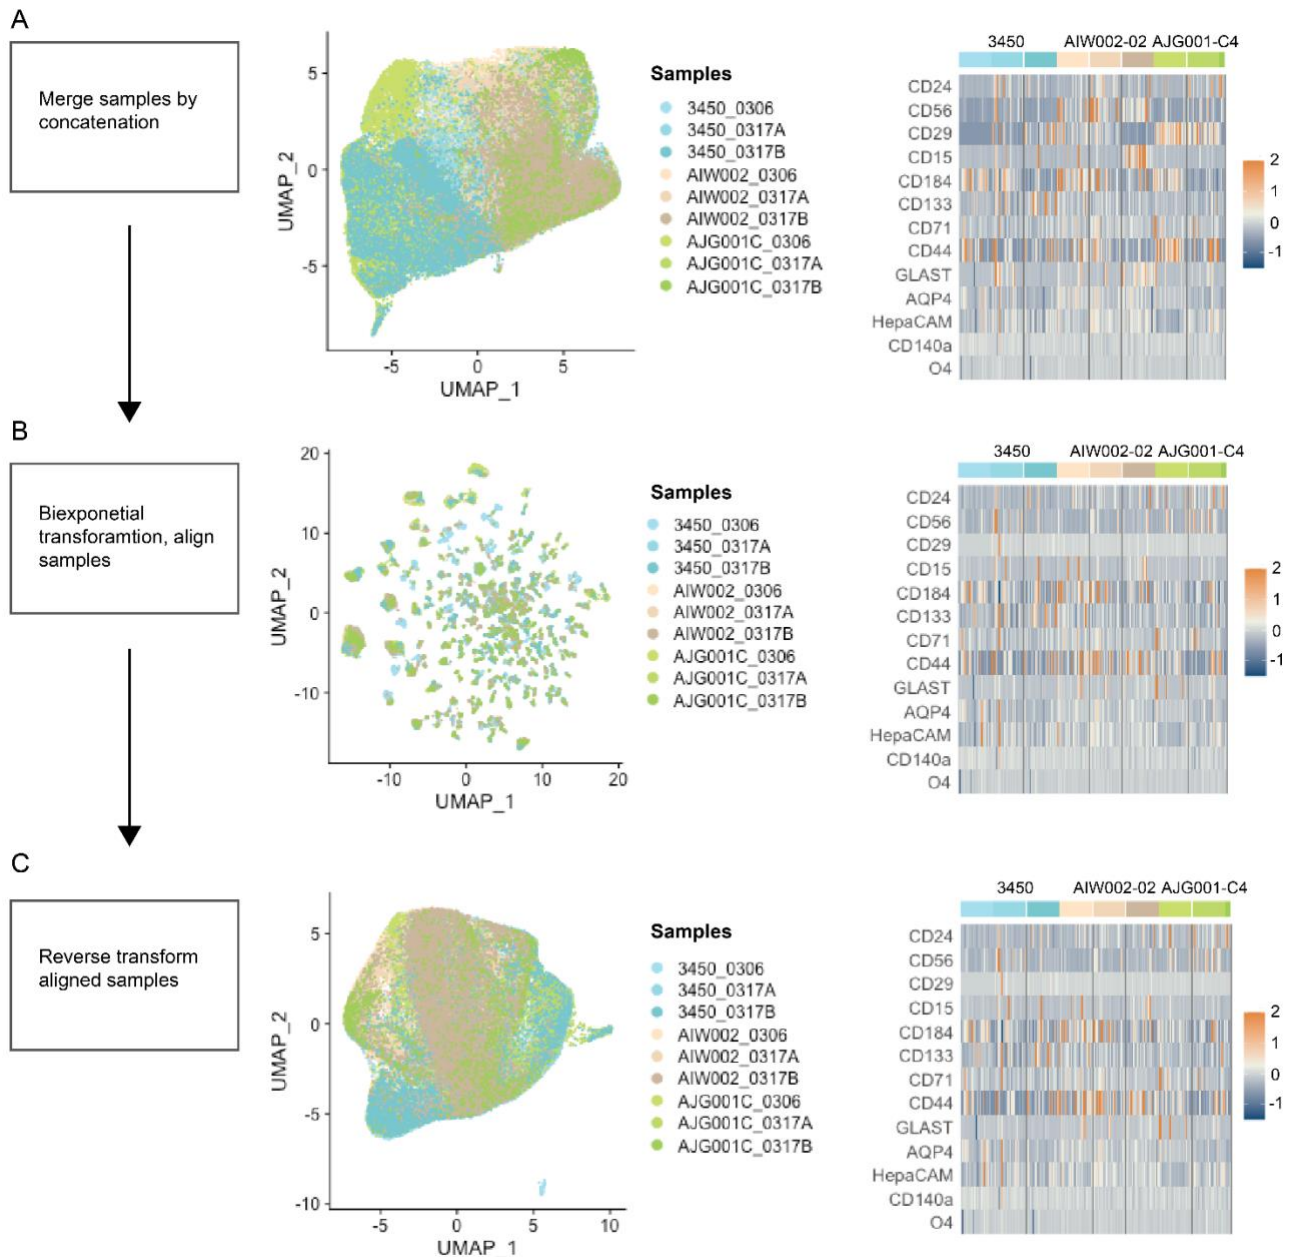 A
Merge samples by
concatenation
5
0
-5
UMAP_2
-5
0
5
UMAP_1
Samples
3450_0306
3450_0317A
3450_0317B
AIW002_0306
AIW002_0317A
AIW002_0317B
AJG001C_0306
AJG001C_0317A
AJG001C_0317B
3450
AIW002-02
AJG001-C4
CD24
CD56
CD29
CD15
CD184
CD133
CD71
CD44
GLAST
AQP4
HepaCAM
CD140a
O4
2
1
0
-1
B
Biexponetial
transforamtion, align
samples
20
10
0
-10
UMAP_2
-10
0
10
20
UMAP_1
Samples
3450_0306
3450_0317A
3450_0317B
AIW002_0306
AIW002_0317A
AIW002_0317B
AJG001C_0306
AJG001C_0317A
AJG001C_0317B
3450
AIW002-02
AJG001-C4
CD24
CD56
CD29
CD15
CD184
CD133
CD71
CD44
GLAST
AQP4
HepaCAM
CD140a
O4
2
1
0
-1
C
Reverse transform
aligned samples
5
0
-5
-10
UMAP_2
-5
0
5
10
UMAP_1
Samples
3450_0306
3450_0317A
3450_0317B
AIW002_0306
AIW002_0317A
AIW002_0317B
AJG001C_0306
AJG001C_0317A
AJG001C_0317B
3450
AIW002-02
AJG001-C4
CD24
CD56
CD29
CD15
CD184
CD133
CD71
CD44
GLAST
AQP4
HepaCAM
CD140a
O4
2
1
0
-1